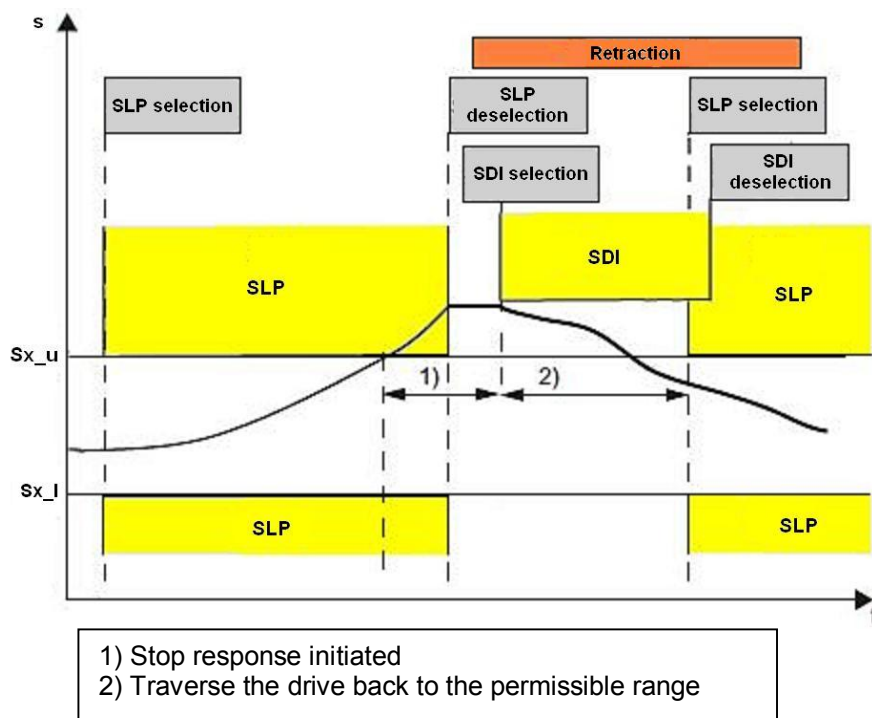 s
Retraction
SLP selection
SLP
deselection
SLP selection
SDI selection
SDI
deselection
SLP
SDI
SLP
Sx_u
1)
2)
Sx_l
SLP
SLP
t
1) Stop response initiated
2) Traverse the drive back to the permissible range